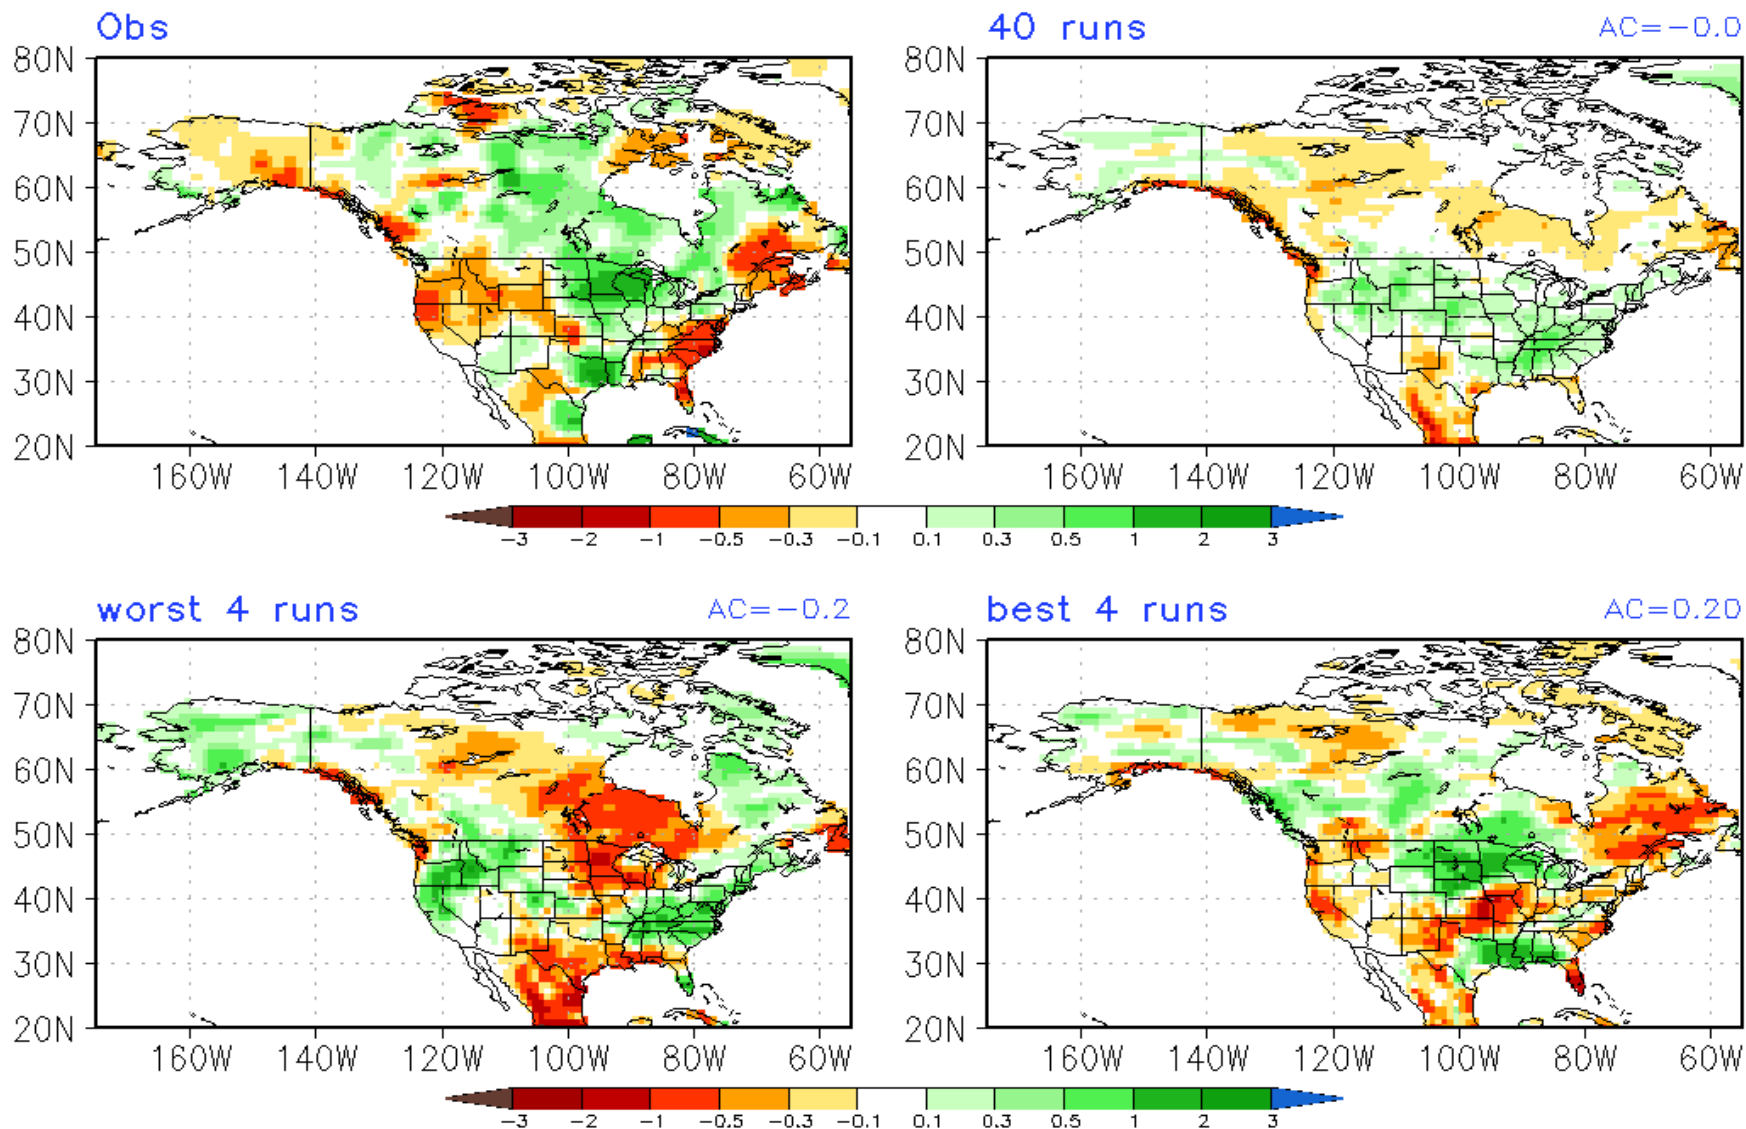 Obs
40 runs AC=-0.0
80N 80N
70N 70N
60N 60N
50N 50N
40N 40N
30N 30N
20N 20N
160W 140W 120W 100W 80W 60W 160W 140W 120W 100W 80W 60W
-3 -2 -1 -0.5 -0.3 -0.1 0.1 0.3 0.5 1 2 3
worst 4 runs AC=-0.2
best 4 runs AC=0.20
80N 80N
70N 70N
60N 60N
50N 50N
40N 40N
30N 30N
20N 20N
160W 140W 120W 100W 80W 60W 160W 140W 120W 100W 80W 60W
-3 -2 -1 -0.5 -0.3 -0.1 0.1 0.3 0.5 1 2 3